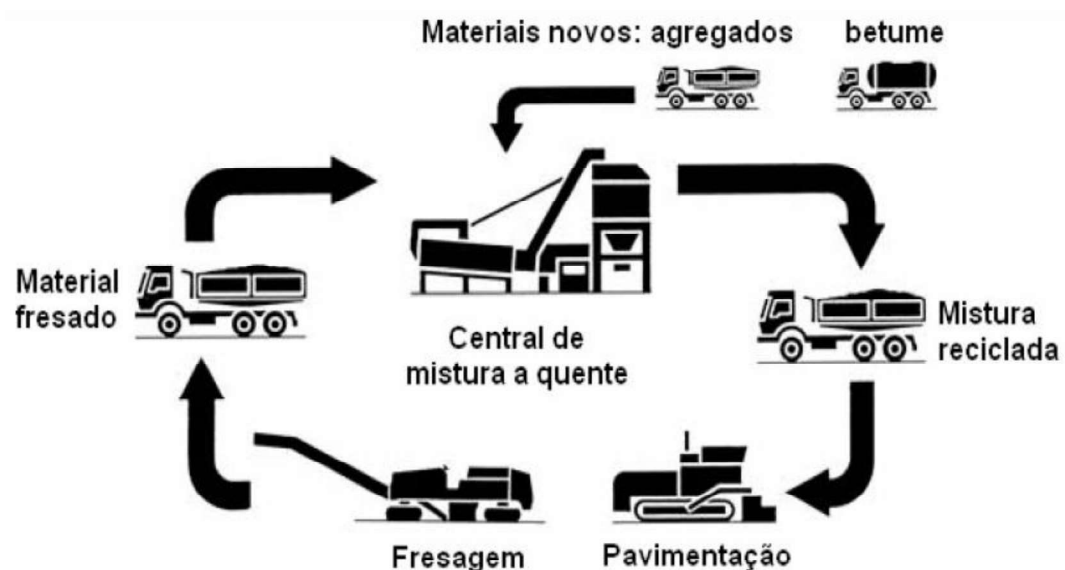 Materiais novos: agregados betume
Material
fresado
Central de
mistura a quente
Mistura
reciclada
Fresagem
Pavimentação